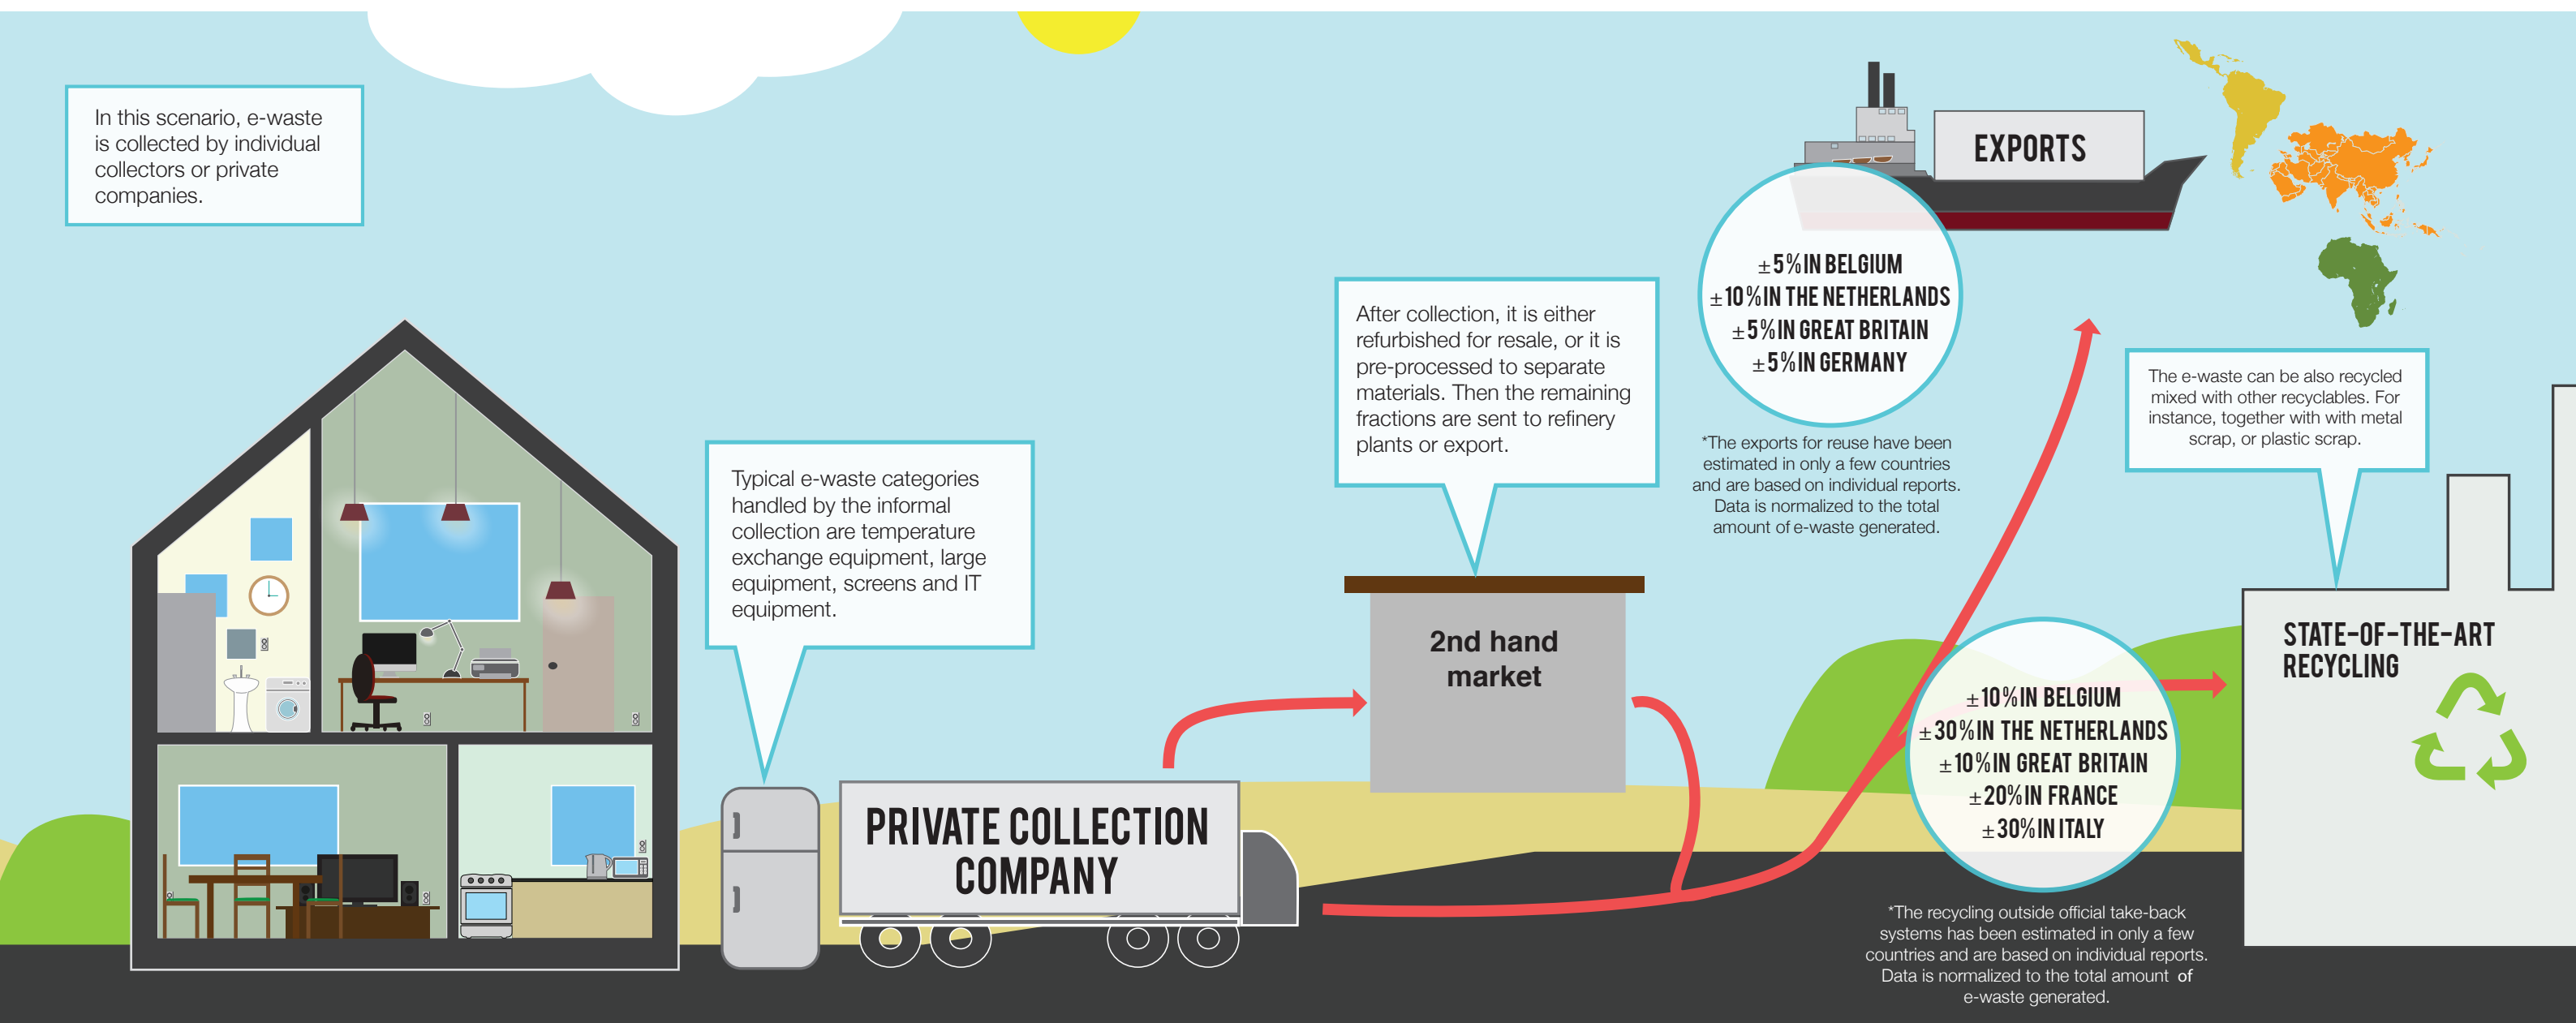 In this scenario, e-waste
is collected by individual
collectors or private
companies.
Typical e-waste categories
handled by the informal
collection are temperature
exchange equipment, large
equipment, screens and IT
equipment.
PRIVATE COLLECTION
COMPANY
After collection, it is either
refurbished for resale, or it is
pre-processed to separate
materials. Then the remaining
fractions are sent to refinery
plants or export.
2nd hand
market
EXPORTS
±5% IN BELGIUM
±10% IN THE NETHERLANDS
±5% IN GREAT BRITAIN
±5% IN GERMANY
*The exports for reuse have been
estimated in only a few countries
and are based on individual reports.
Data is normalized to the total
amount of e-waste generated.
The e-waste can be also recycled
mixed with other recyclables. For
instance, together with with metal
scrap, or plastic scrap.
STATE-OF-THE-ART
RECYCLING
±10% IN BELGIUM
±30% IN THE NETHERLANDS
±10% IN GREAT BRITAIN
±20% IN FRANCE
±30% IN ITALY
*The recycling outside official take-back
systems has been estimated in only a few
countries and are based on individual reports.
Data is normalized to the total amount of
e-waste generated.